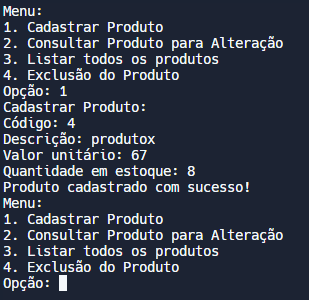 Menu:
1. Cadastrar Produto
2. Consultar Produto para Alteração
3. Listar todos os produtos
4. Exclusão do Produto
Opção: 1
Cadastrar Produto:
Código: 4
Descrição: produtox
Valor unitário: 67
Quantidade em estoque: 8
Produto cadastrado com sucesso!
Menu:
1. Cadastrar Produto
2. Consultar Produto para Alteração
3. Listar todos os produtos
4. Exclusão do Produto
Opção: